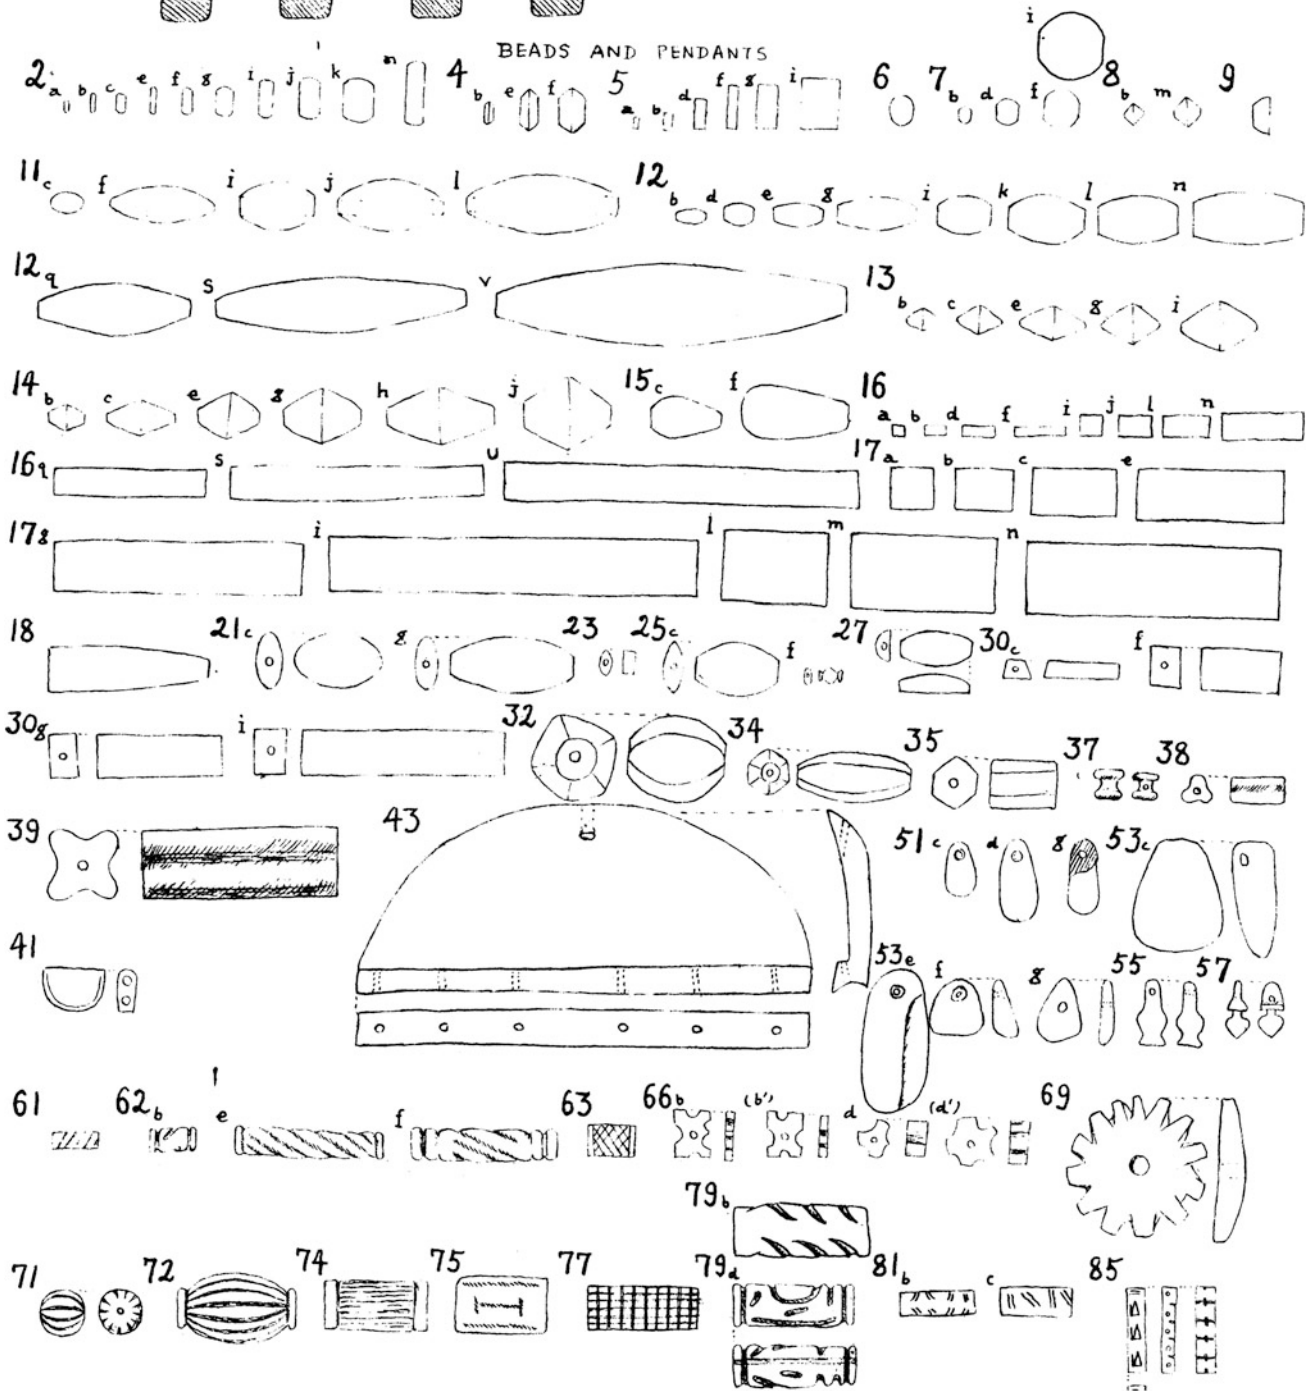 i
BEADS AND PENDANTS
2 a b c e f g i j k n 4 b e f 5 a b d f g i 6 7 b d f 8 b m 9
11 c f i j l 12 b d e g i k l n
12 q s v 13 b c e g i
14 b c e g h j 15 c f 16 a b d f i j l n
16 q s u 17 a b c e
17 g i l m n
18 21 c g 23 25 c f 27 30 c f
30 g i 32 34 35 37 38
39 43 51 c d g 53 c
41 53 e f g 55 57
61 62 b e f 63 66 b (b') d (d') 69
79 b
71 72 74 75 77 79 d 81 b c 85